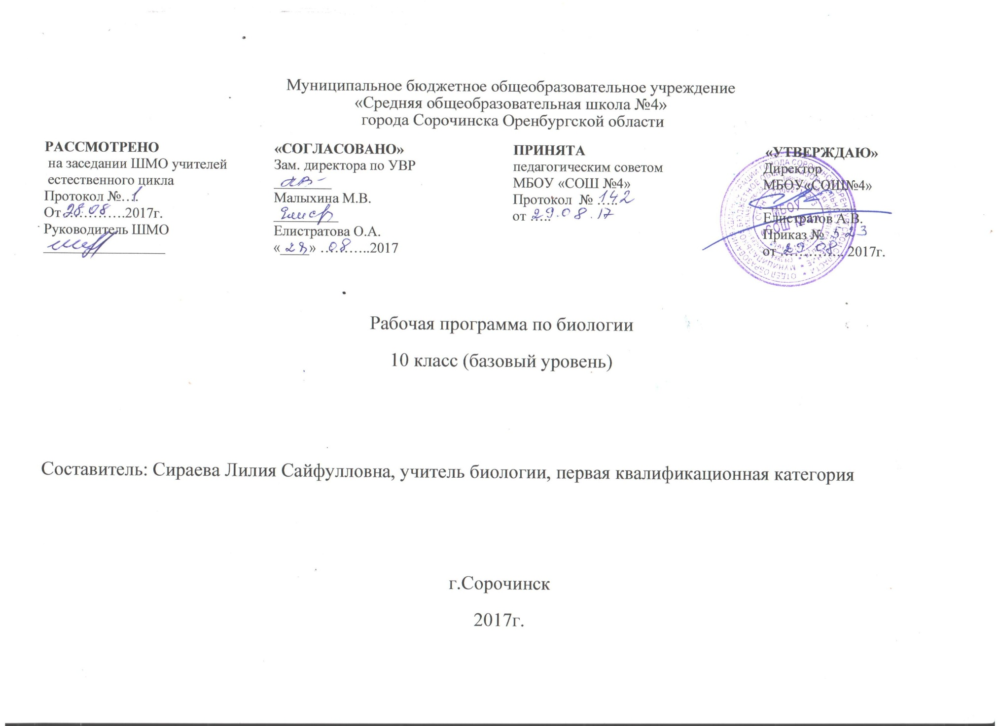 Муниципальное бюджетное общеобразовательное учреждение
«Средняя общеобразовательная школа №4»
города Сорочинска Оренбургской области
РАССМОТРЕНО
на заседании ШМО учителей
естественного цикла
Протокол №… 1
От 28.08 ………….2017г.
Руководитель ШМО
«СОГЛАСОВАНО»
Зам. директора по УВР
Малыхина М.В.
Елистратова О.А.
« » 08 ………..2017
ПРИНЯТА
педагогическим советом
МБОУ «СОШ №4»
Протокол № ….. 142
от ….. 29.08.17
«УТВЕРЖДАЮ»
Директор
МБОУ«СОШ№4»
Елистратов А.В.
Приказ № 523
от 29.08 ………….. 2017г.
МБОУ
«СОШ №4»
Рабочая программа по биологии
10 класс (базовый уровень)
Составитель: Сираева Лилия Сайфулловна, учитель биологии, первая квалификационная категория
г.Сорочинск
2017г.